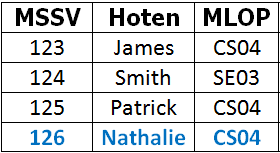 MSSV Hoten MLOP
123 James CS04
124 Smith SE03
125 Patrick CS04
126 Nathalie CS04